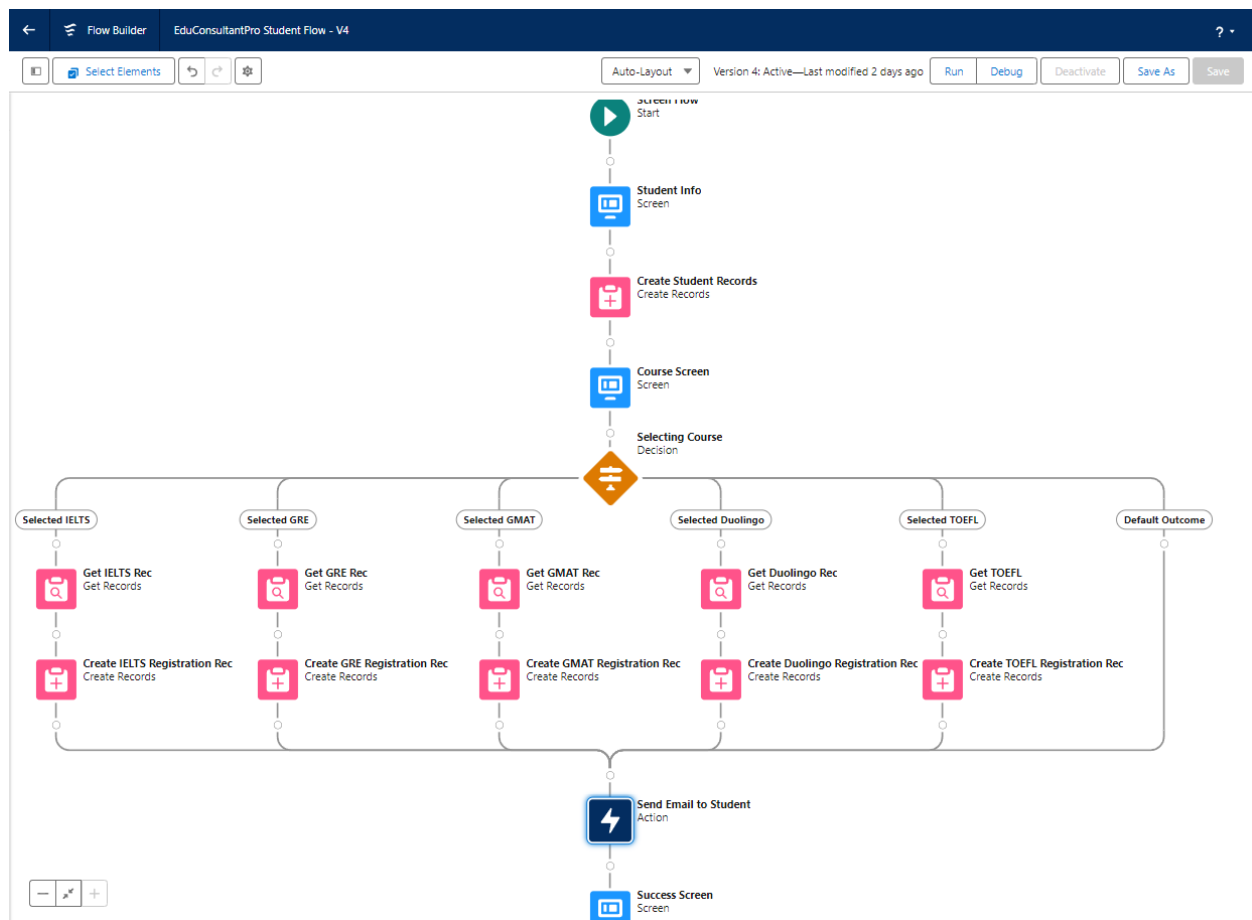 Flow Builder EduConsultantPro Student Flow - V4 ?
Select Elements Auto-Layout Version 4: Active—Last modified 2 days ago Run Debug Deactivate Save As Save
Screen Flow
Start
Student Info
Screen
Create Student Records
Create Records
Course Screen
Screen
Selecting Course
Decision
Selected IELTS Selected GRE Selected GMAT Selected Duolingo Selected TOEFL Default Outcome
Get IELTS Rec Get GRE Rec Get GMAT Rec Get Duolingo Rec Get TOEFL
Get Records Get Records Get Records Get Records Get Records
Create IELTS Registration Rec Create GRE Registration Rec Create GMAT Registration Rec Create Duolingo Registration Rec Create TOEFL Registration Rec
Create Records Create Records Create Records Create Records Create Records
Send Email to Student
Action
Success Screen
Screen